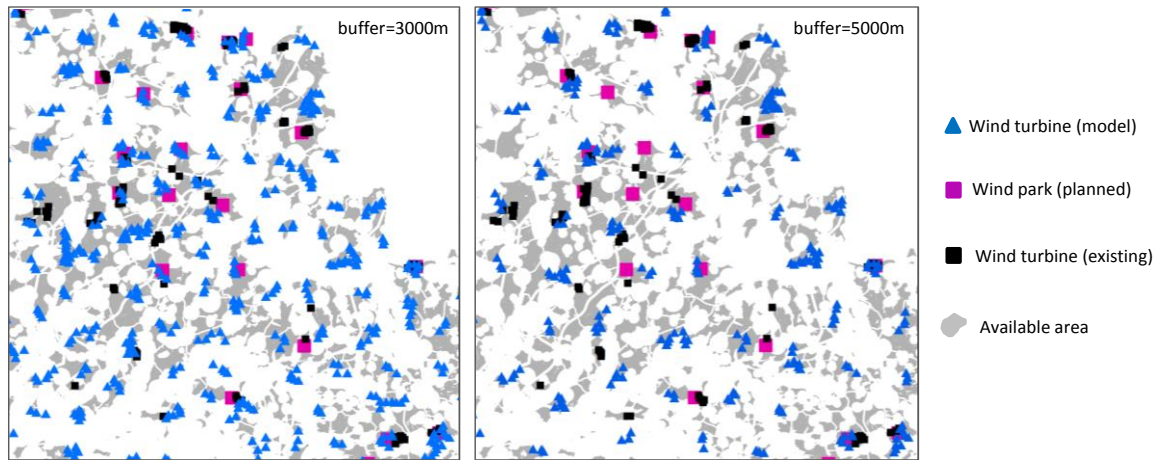 buffer=3000m
buffer=5000m
Wind turbine (model)
Wind park (planned)
Wind turbine (existing)
Available area